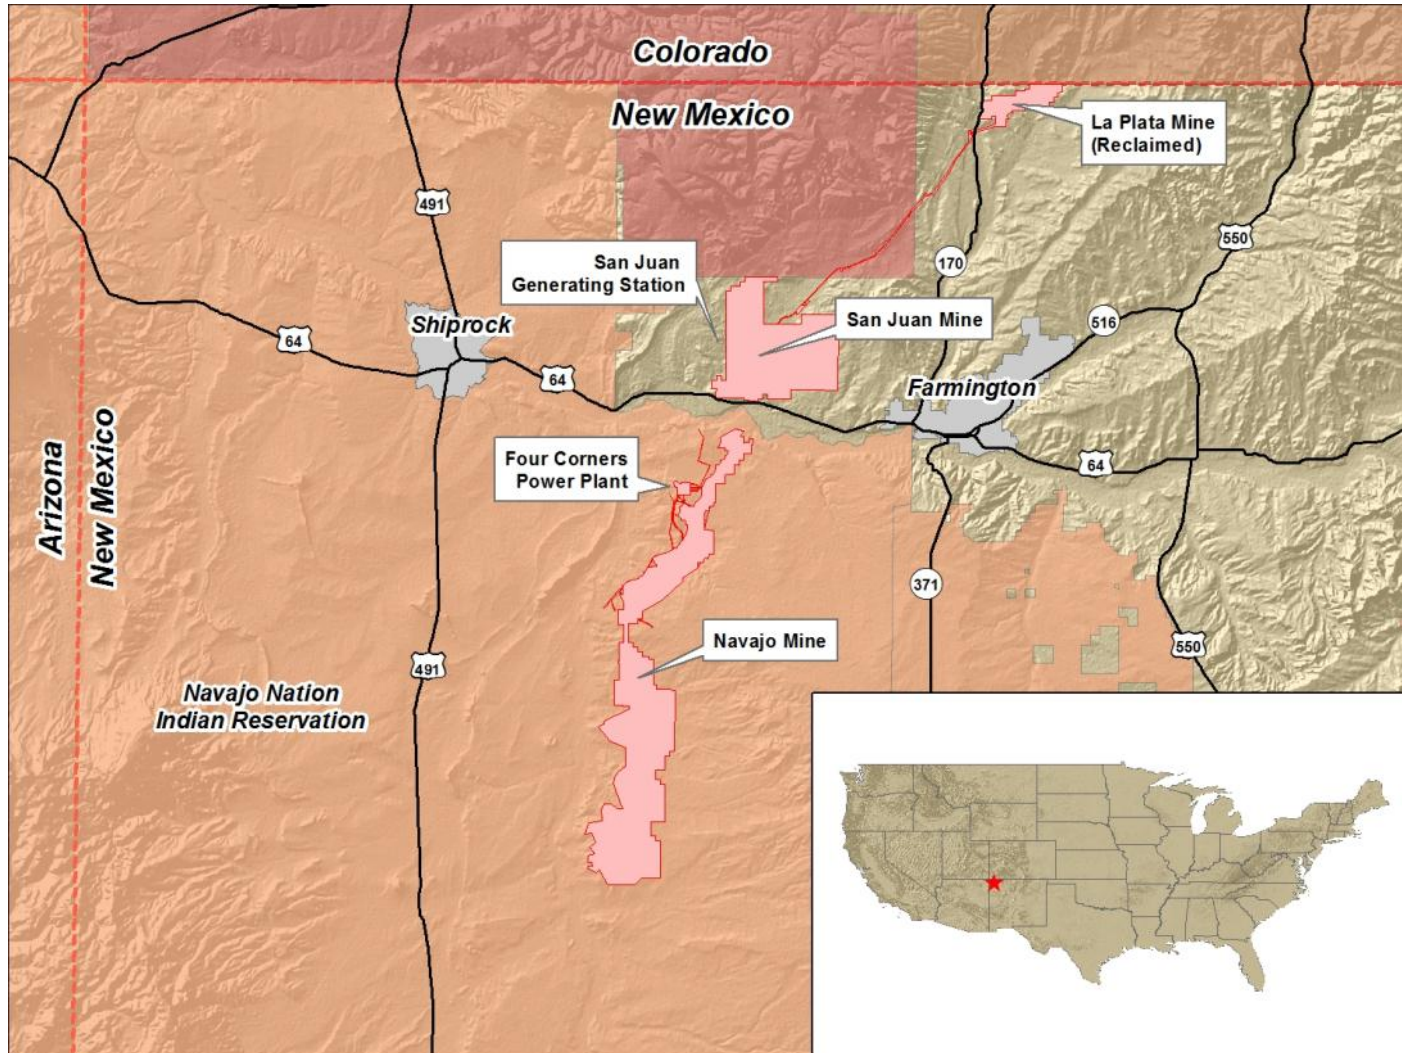 Colorado
New Mexico
La Plata Mine
(Reclaimed)
491
550
170
San Juan
Generating Station
San Juan Mine
516
Shiprock
64
64
Farmington
Four Corners
Power Plant
64
Arizona
New Mexico
371
Navajo Mine
550
491
Navajo Nation
Indian Reservation